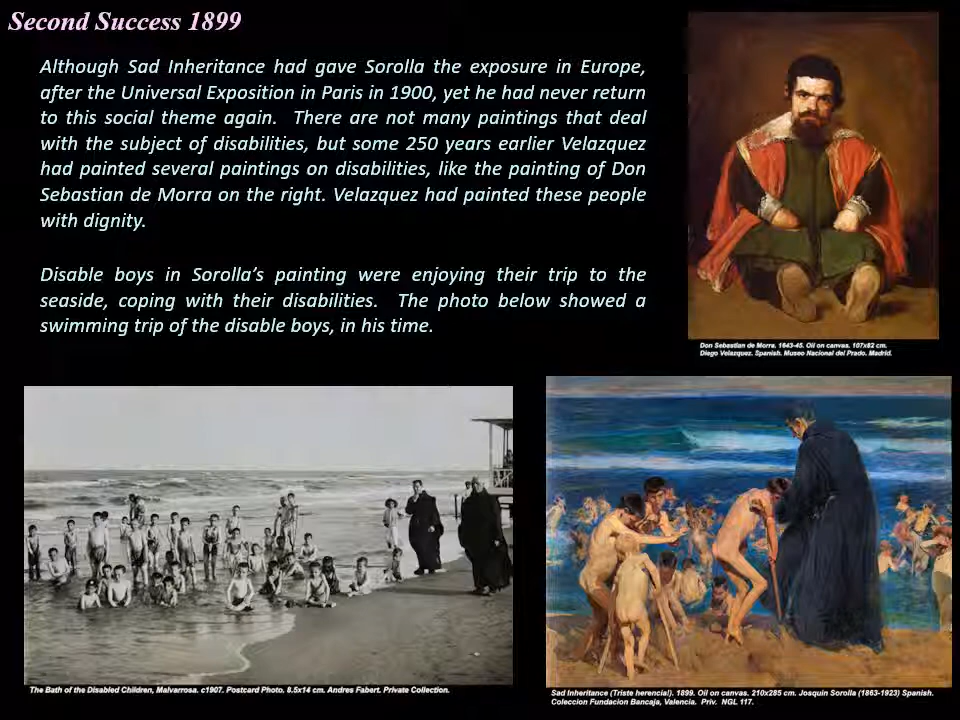 Second Success 1899
Although Sad Inheritance had gave Sorolla the exposure in Europe,
after the Universal Exposition in Paris in 1900, yet he had never return
to this social theme again. There are not many paintings that deal
with the subject of disabilities, but some 250 years earlier Velazquez
had painted several paintings on disabilities, like the painting of Don
Sebastian de Morra on the right. Velazquez had painted these people
with dignity.
Disable boys in Sorolla's painting were enjoying their trip to the
seaside, coping with their disabilities. The photo below showed a
swimming trip of the disable boys, in his time.
Don Sebastian de Morra. 1643-45. Oil on canvas. 107x82 cm.
Diego Velazquez. Spanish. Museo Nacional del Prado. Madrid.
The Bath of the Disabled Children, Malvarrosa. c1907. Postcard Photo. 8.5x14 cm. Andres Fabert. Private Collection.
Sad Inheritance (Triste herencia!). 1899. Oil on canvas. 210x285 cm. Josquin Sorolla (1863-1923) Spanish.
Coleccion Fundacion Bancaja, Valencia. Priv. NGL 117.